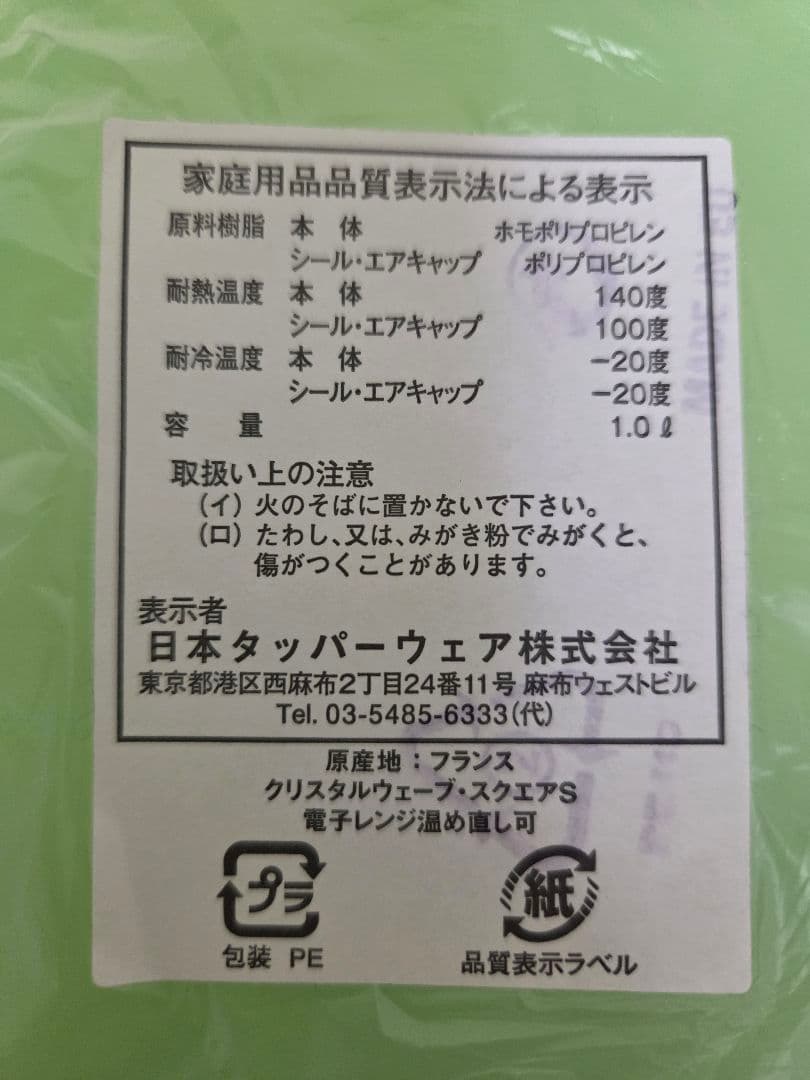 家庭用品品質表示法による表示
原料樹脂 本 体 ホモポリプロピレン
シール・エアキャップ ポリプロピレン
耐熱温度 本 体 140度
シール・エアキャップ 100度
耐冷温度 本 体 −20度
シール・エアキャップ −20度
容 量 1.0ℓ
取扱い上の注意
(イ) 火のそばに置かないで下さい。
(ロ) たわし、又は、みがき粉でみがくと、
傷がつくことがあります。
表示者
日本タッパーウェア株式会社
東京都港区西麻布2丁目24番11号 麻布ウェストビル
Tel. 03-5485-6333(代)
原産地：フランス
クリスタルウェーブ・スクエアS
電子レンジ温め直し可
プラ 紙
包装 PE 品質表示ラベル